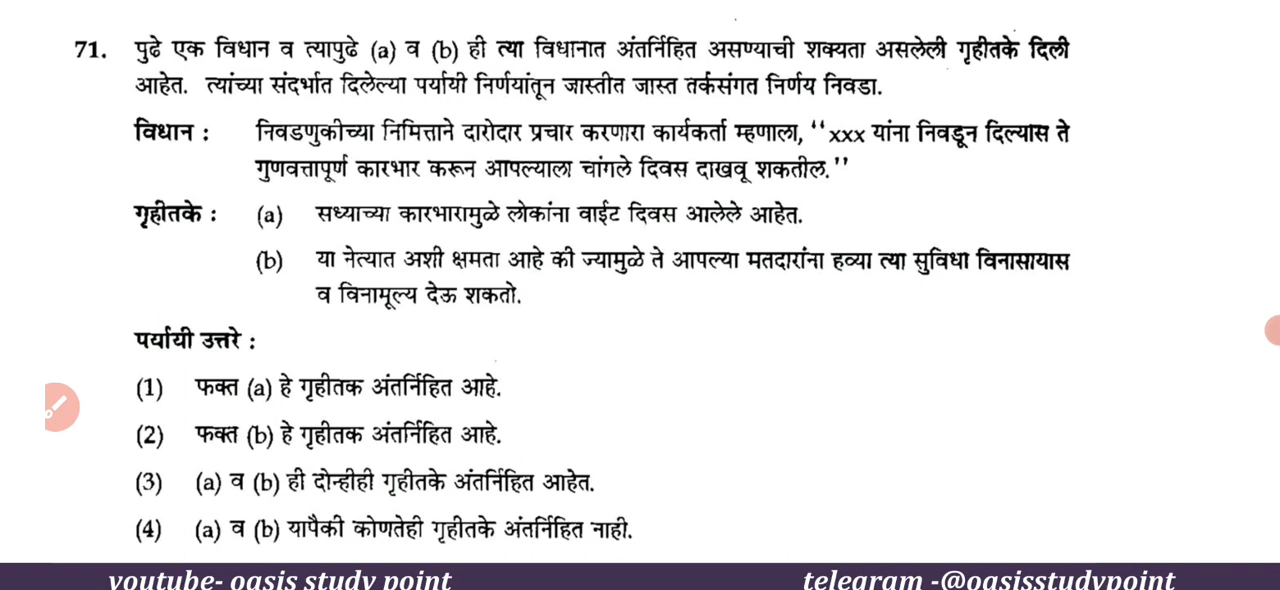 71. पुढे एक विधान व त्यापुढे (a) व (b) ही त्या विधानात अंतर्निहित असण्याची शक्यता असलेली गृहीतके दिली
आहेत. त्यांच्या संदर्भात दिलेल्या पर्यायी निर्णयांतून जास्तीत जास्त तर्कसंगत निर्णय निवडा.
विधान : निवडणुकीच्या निमित्ताने दारोदार प्रचार करणारा कार्यकर्ता म्हणाला, ‘‘xxx यांना निवडून दिल्यास ते
गुणवत्तापूर्ण कारभार करून आपल्याला चांगले दिवस दाखवू शकतील.’’
गृहीतके : (a) सध्याच्या कारभारामुळे लोकांना वाईट दिवस आलेले आहेत.
(b) या नेत्यात अशी क्षमता आहे की ज्यामुळे ते आपल्या मतदारांना हव्या त्या सुविधा विनासायास
व विनामूल्य देऊ शकतो.
पर्यायी उत्तरे :
(1) फक्त (a) हे गृहीतक अंतर्निहित आहे.
(2) फक्त (b) हे गृहीतक अंतर्निहित आहे.
(3) (a) व (b) ही दोन्हीही गृहीतके अंतर्निहित आहेत.
(4) (a) व (b) यापैकी कोणतेही गृहीतके अंतर्निहित नाही.
youtube- oasis study point telegram -@oasisstudypoint